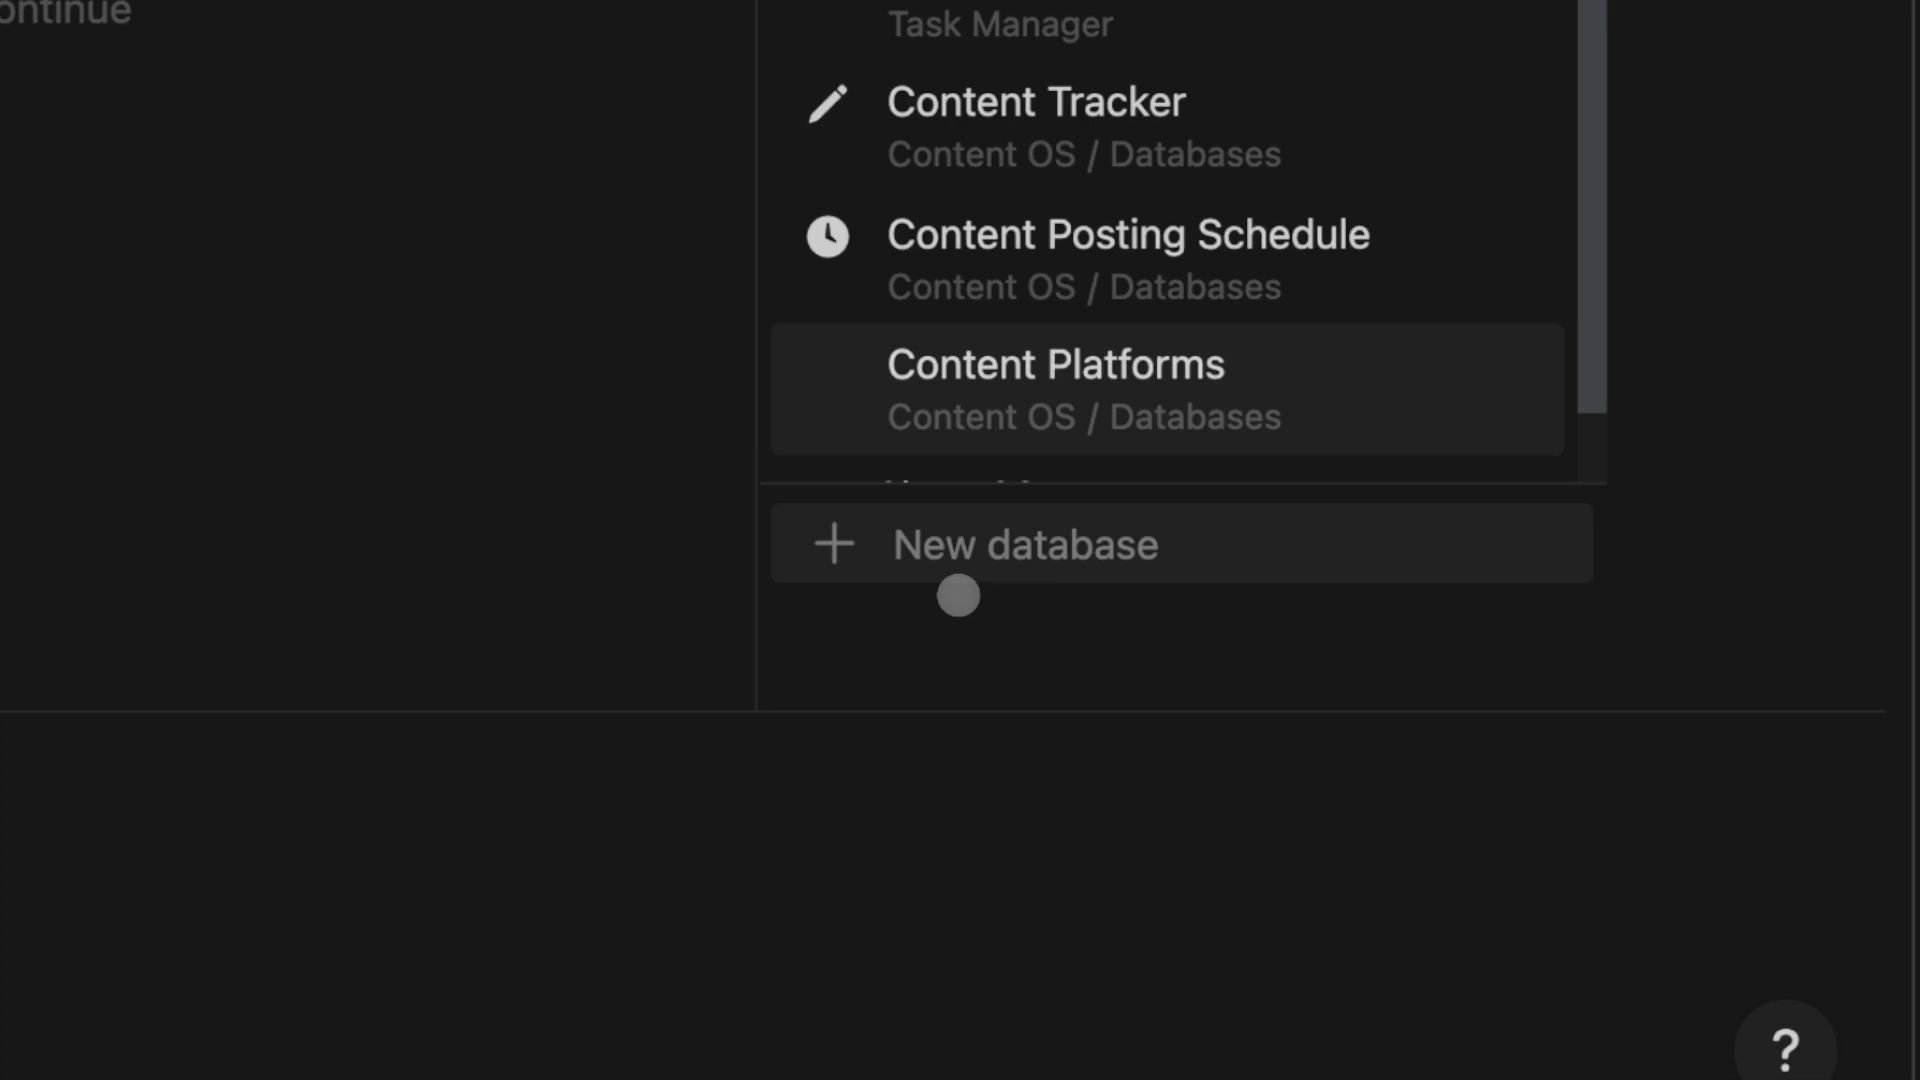 ontinue
Task Manager
Content Tracker
Content OS / Databases
Content Posting Schedule
Content OS / Databases
Content Platforms
Content OS / Databases
New database
?